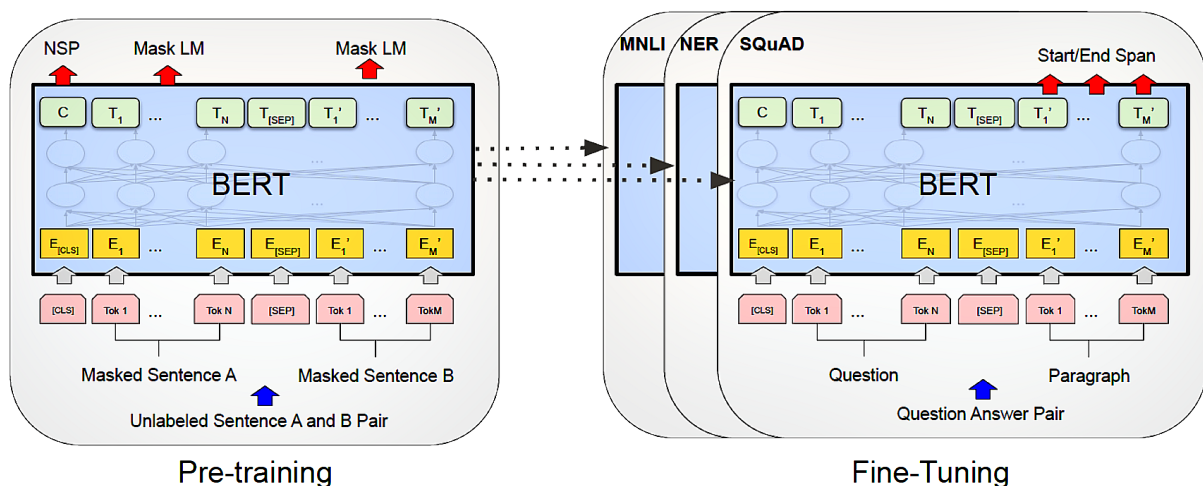 NSP Mask LM Mask LM
C T1 ... TN T[SEP] T1' ... TM'
...
BERT
...
E[CLS] E1 ... EN E[SEP] E1' ... EM'
[CLS] Tok 1 ... Tok N [SEP] Tok 1 ... TokM
Masked Sentence A Masked Sentence B
Unlabeled Sentence A and B Pair
Pre-training
MNLI NER SQuAD
Start/End Span
C T1 ... TN T[SEP] T1' ... TM'
...
BERT
...
E[CLS] E1 ... EN E[SEP] E1' ... EM'
[CLS] Tok 1 ... Tok N [SEP] Tok 1 ... TokM
Question Paragraph
Question Answer Pair
Fine-Tuning